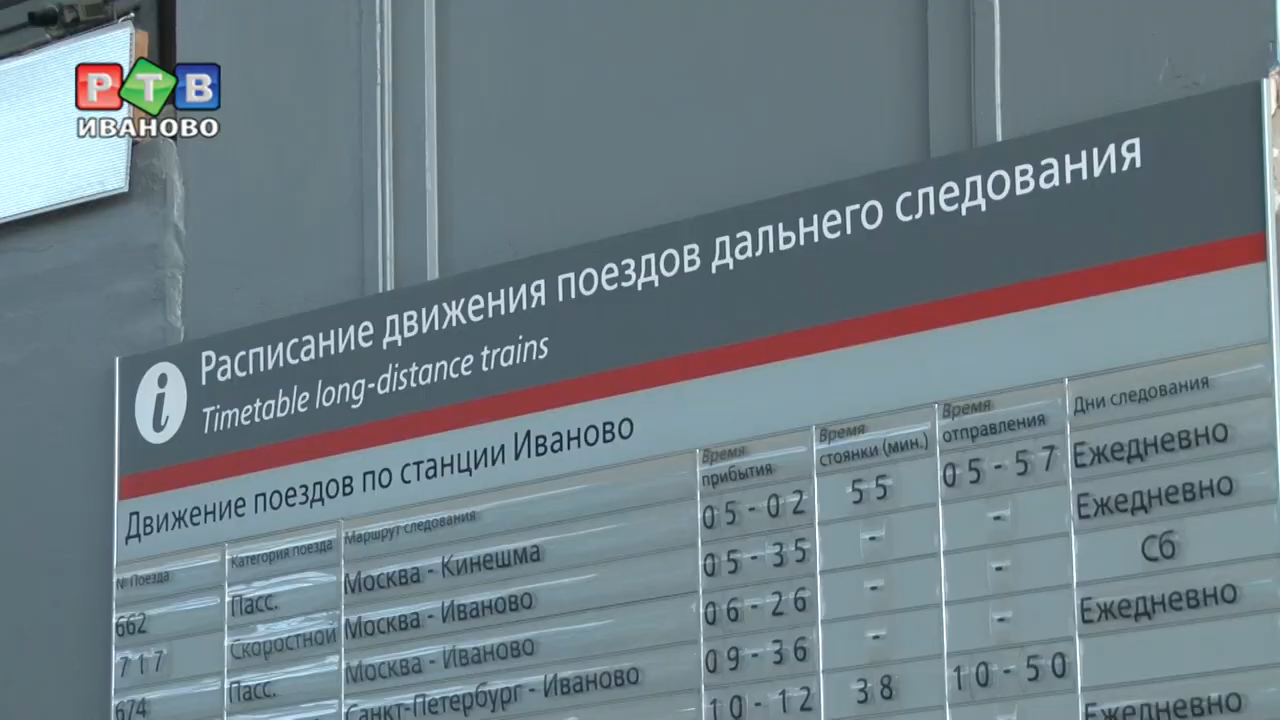 РТВ
ИВАНОВО
i
Расписание движения поездов дальнего следования
Timetable long-distance trains
Движение поездов по станции Иваново
№ Поезда Категория поезда Маршрут следования Время прибытия Время стоянки (мин.) Время отправления Дни следования
662 Пасс. Москва - Кинешма 05-02 55 05-57 Ежедневно
717 Скоростной Москва - Иваново 05-35 - - Ежедневно
674 Пасс. Москва - Иваново 06-26 - - Сб
Санкт-Петербург - Иваново 09-36 - - Ежедневно
10-12 38 10-50
Ежедневно